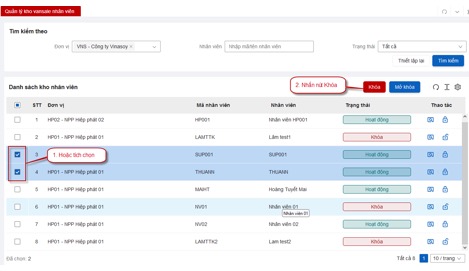 Quản lý kho vansale nhân viên
Tìm kiếm theo
Đơn vị VNS - Công ty Vinasoy Nhân viên Nhập mã/tên nhân viên Trạng thái Tất cả
Thiết lập lại Tìm kiếm
2. Nhấn nút Khóa
Danh sách kho nhân viên Khóa Mở khóa
STT Đơn vị Mã nhân viên Nhân viên Trạng thái Thao tác
1 HP02 - NPP Hiệp phát 02 HP001 Nhân viên HP001 Hoạt động
2 HP01 - NPP Hiệp phát 01 LAMTTK Lâm test1 Khóa
1. Hoặc tích chọn
3 HP01 - NPP Hiệp phát 01 SUP001 SUP001 Hoạt động
4 HP01 - NPP Hiệp phát 01 THUANN THUANN Hoạt động
5 HP01 - NPP Hiệp phát 01 MAHT Hoàng Tuyết Mai Hoạt động
6 HP01 - NPP Hiệp phát 01 NV01 Nhân viên 01 Khóa
Nhân viên 01
7 HP01 - NPP Hiệp phát 01 NV02 Nhân viên 02 Hoạt động
8 HP01 - NPP Hiệp phát 01 LAMTTK2 Lam test2 Khóa
Đã chọn: 2 Tất cả 8 1 10 / trang